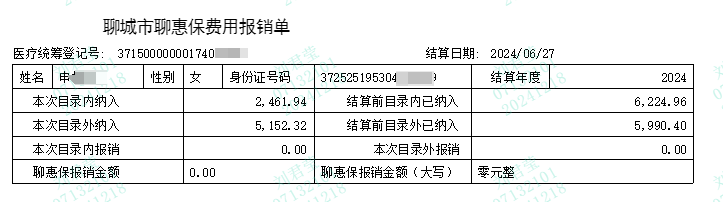 聊城市聊惠保费用报销单
医疗统筹登记号: 371500000001740 结算日期: 2024/06/27
姓名 申 性别 女 身份证号码 372525195304 9 结算年度 2024
本次目录内纳入 2,461.94 结算前目录内已纳入 6,224.96
本次目录外纳入 5,152.32 结算前目录外已纳入 5,990.40
本次目录内报销 0.00 本次目录外报销 0.00
聊惠保报销金额 0.00 聊惠保报销金额（大写） 零元整